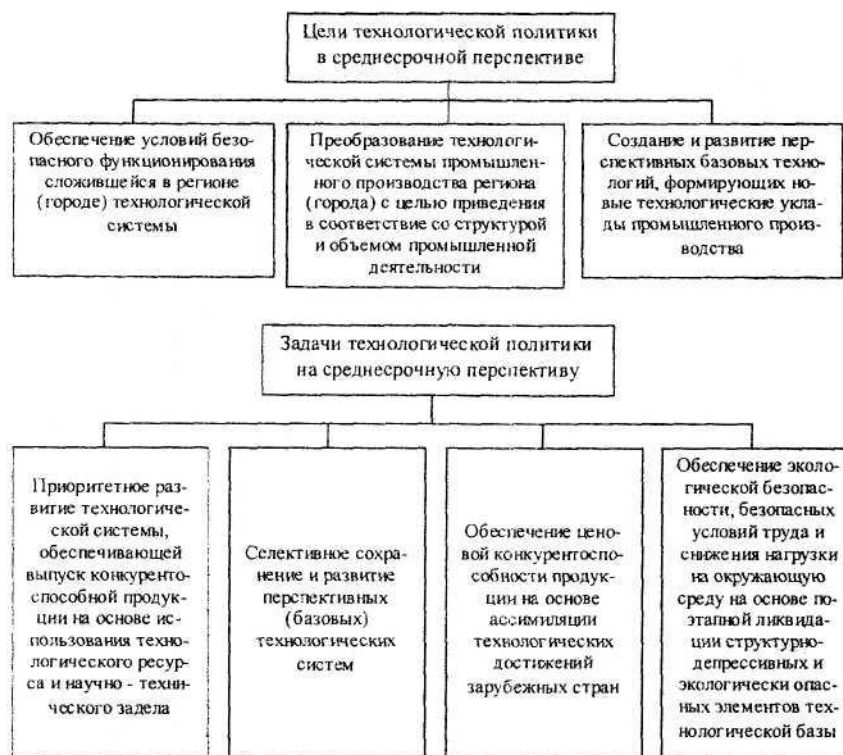 Цели технологической политики
в среднесрочной перспективе
Обеспечение условий безо-
пасного функционирования
сложившейся в регионе
(городе) технологической
системы
Преобразование технологи-
ческой системы промышлен-
ного производства региона
(города) с целью приведения
в соответствие со структурой
и объемом промышленной
деятельности
Создание и развитие пер-
спективных базовых техно-
логий, формирующих но-
вые технологические укла-
ды промышленного произ-
водства
Задачи технологической политики
на среднесрочную перспективу
Приоритетное раз-
витие технологиче-
ской системы,
обеспечивающей
выпуск конкуренто-
способной продук-
ции на основе ис-
пользования техно-
логического ресур-
са и научно - техни-
ческого задела
Селективное сохра-
нение и развитие
перспективных
(базовых)
технологических
систем
Обеспечение цено-
вой конкурентоспо-
собности продук-
ции на основе
ассимиляции
технологических
достижений
зарубежных стран
Обеспечение эколо-
гической безопас-
ности, безопасных
условий труда и
снижения нагрузки
на окружающую
среду на основе по-
этапной ликвида-
ции структурно-
депрессивных и
экологически опас-
ных элементов тех-
нологической базы